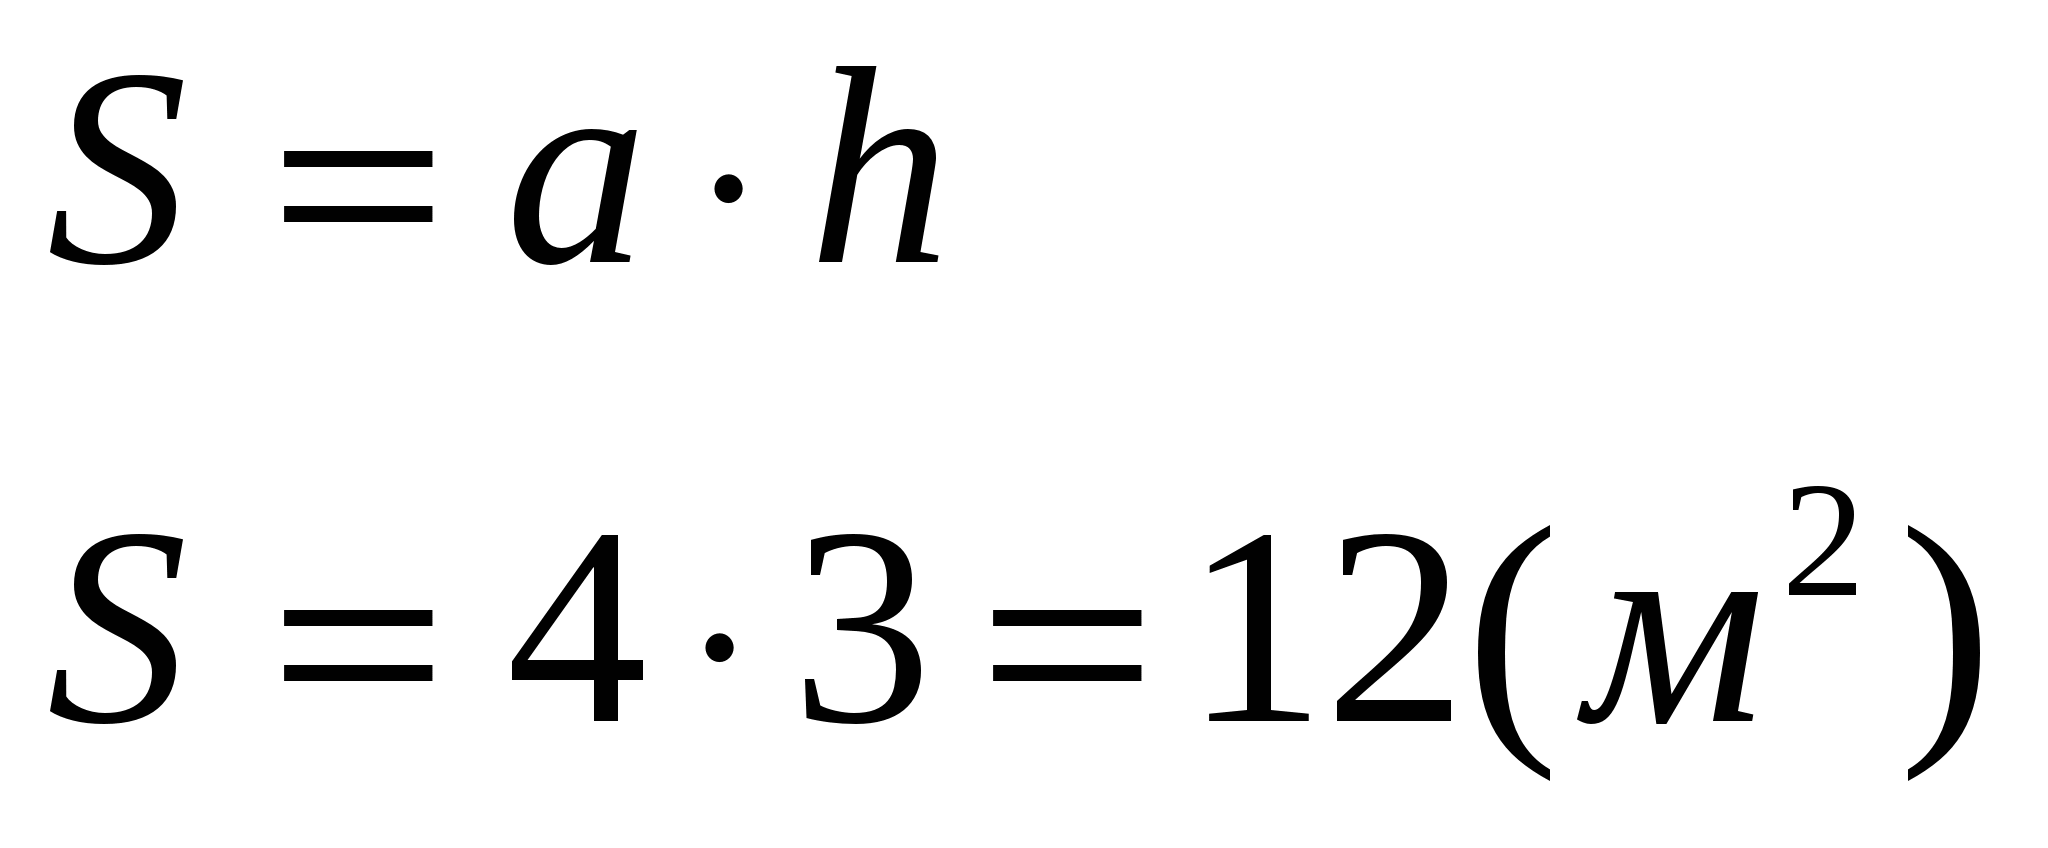 S = a · h
S = 4 · 3 = 12(м²)